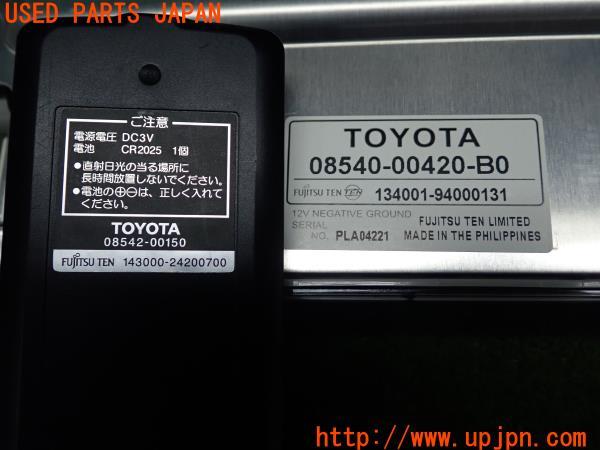 USED PARTS JAPAN
ご注意
電源電圧 DC3V
電池 CR2025 1個
●直射日光の当る場所に
長時間放置しないでください。
●電池の⊕⊖は、正しく入れて
ください。
TOYOTA
08542-00150
FUJITSU TEN 143000-24200700
TOYOTA
08540-00420-B0
FUJITSU TEN TEN 134001-94000131
12V NEGATIVE GROUND
FUJITSU TEN LIMITED
SERIAL
NO. PLA04221 MADE IN THE PHILIPPINES
http://www.upjpn.com